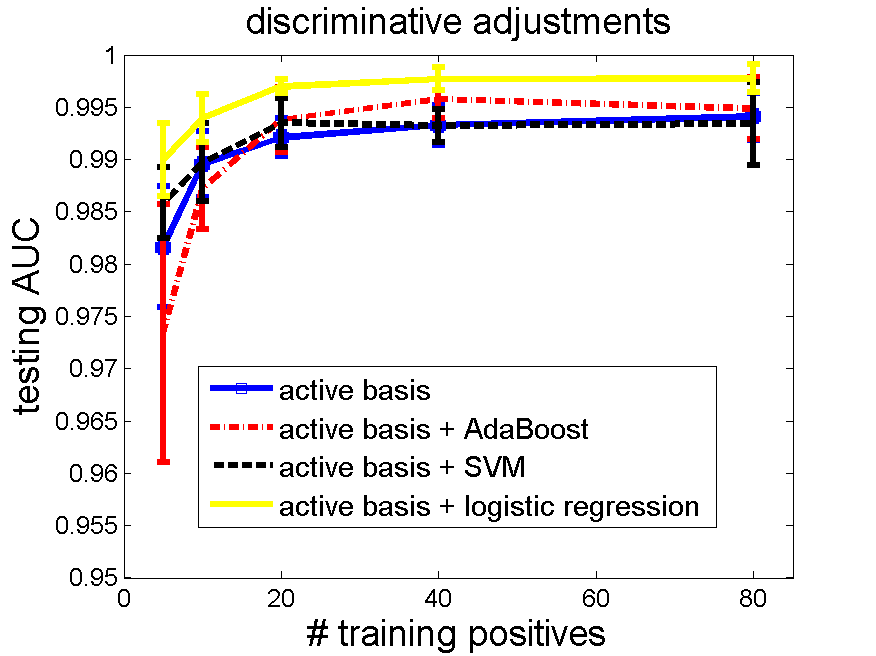 discriminative adjustments
1
0.995
0.99
0.985
0.98
0.975
0.97
0.965
0.96
0.955
0.95
testing AUC
active basis
active basis + AdaBoost
active basis + SVM
active basis + logistic regression
0 20 40 60 80
# training positives